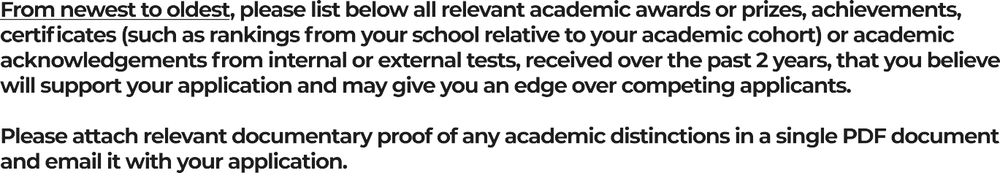 From newest to oldest, please list below all relevant academic awards or prizes, achievements,
certificates (such as rankings from your school relative to your academic cohort) or academic
acknowledgements from internal or external tests, received over the past 2 years, that you believe
will support your application and may give you an edge over competing applicants.
Please attach relevant documentary proof of any academic distinctions in a single PDF document
and email it with your application.